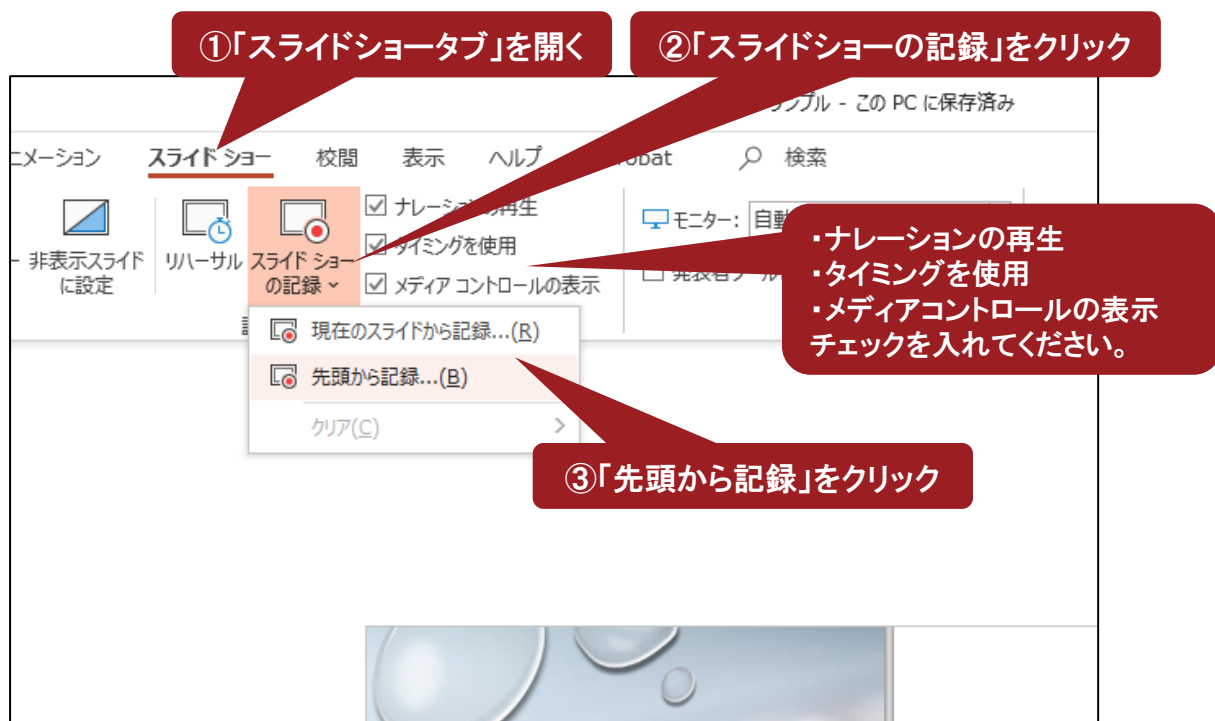 ①「スライドショータブ」を開く
②「スライドショーの記録」をクリック
ンプル - この PC に保存済み
ニメーション スライド ショー 校閲 表示 ヘルプ robat 検索
非表示スライド
に設定
リハーサル
スライド ショー
の記録
ナレーションの再生
タイミングを使用
メディア コントロールの表示
モニター: 自動
発表者ツール
・ナレーションの再生
・タイミングを使用
・メディアコントロールの表示
チェックを入れてください。
現在のスライドから記録...(R)
先頭から記録...(B)
クリア(C)
③「先頭から記録」をクリック